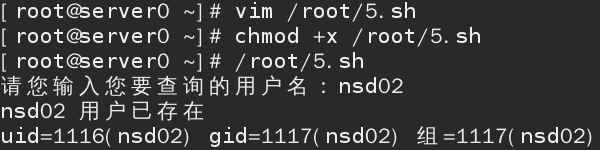 [root@server0 ~]# vim /root/5.sh
[root@server0 ~]# chmod +x /root/5.sh
[root@server0 ~]# /root/5.sh
请您输入您要查询的用户名：nsd02
nsd02 用户已存在
uid=1116(nsd02) gid=1117(nsd02) 组=1117(nsd02)